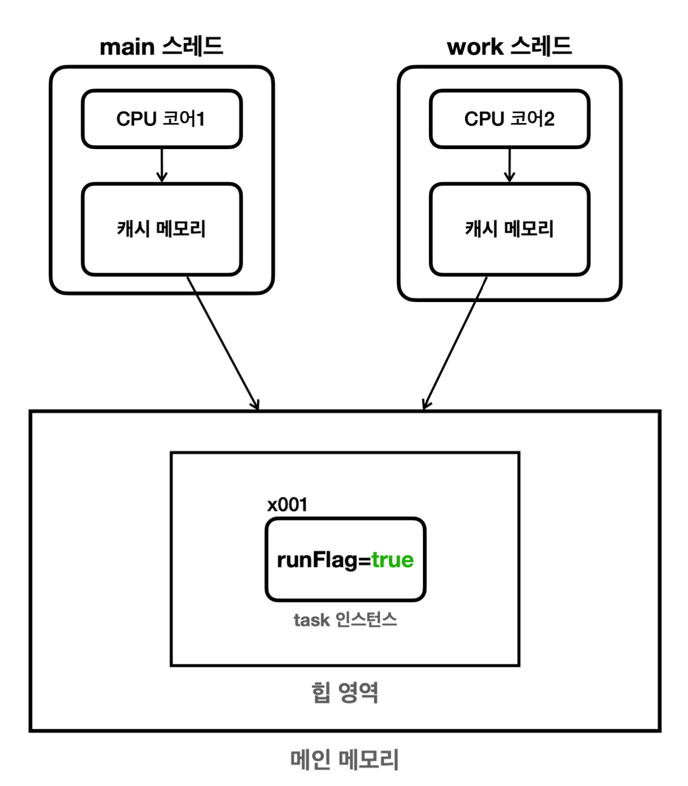 main 스레드
work 스레드
CPU 코어1
CPU 코어2
캐시 메모리
캐시 메모리
x001
runFlag=true
task 인스턴스
힙 영역
메인 메모리